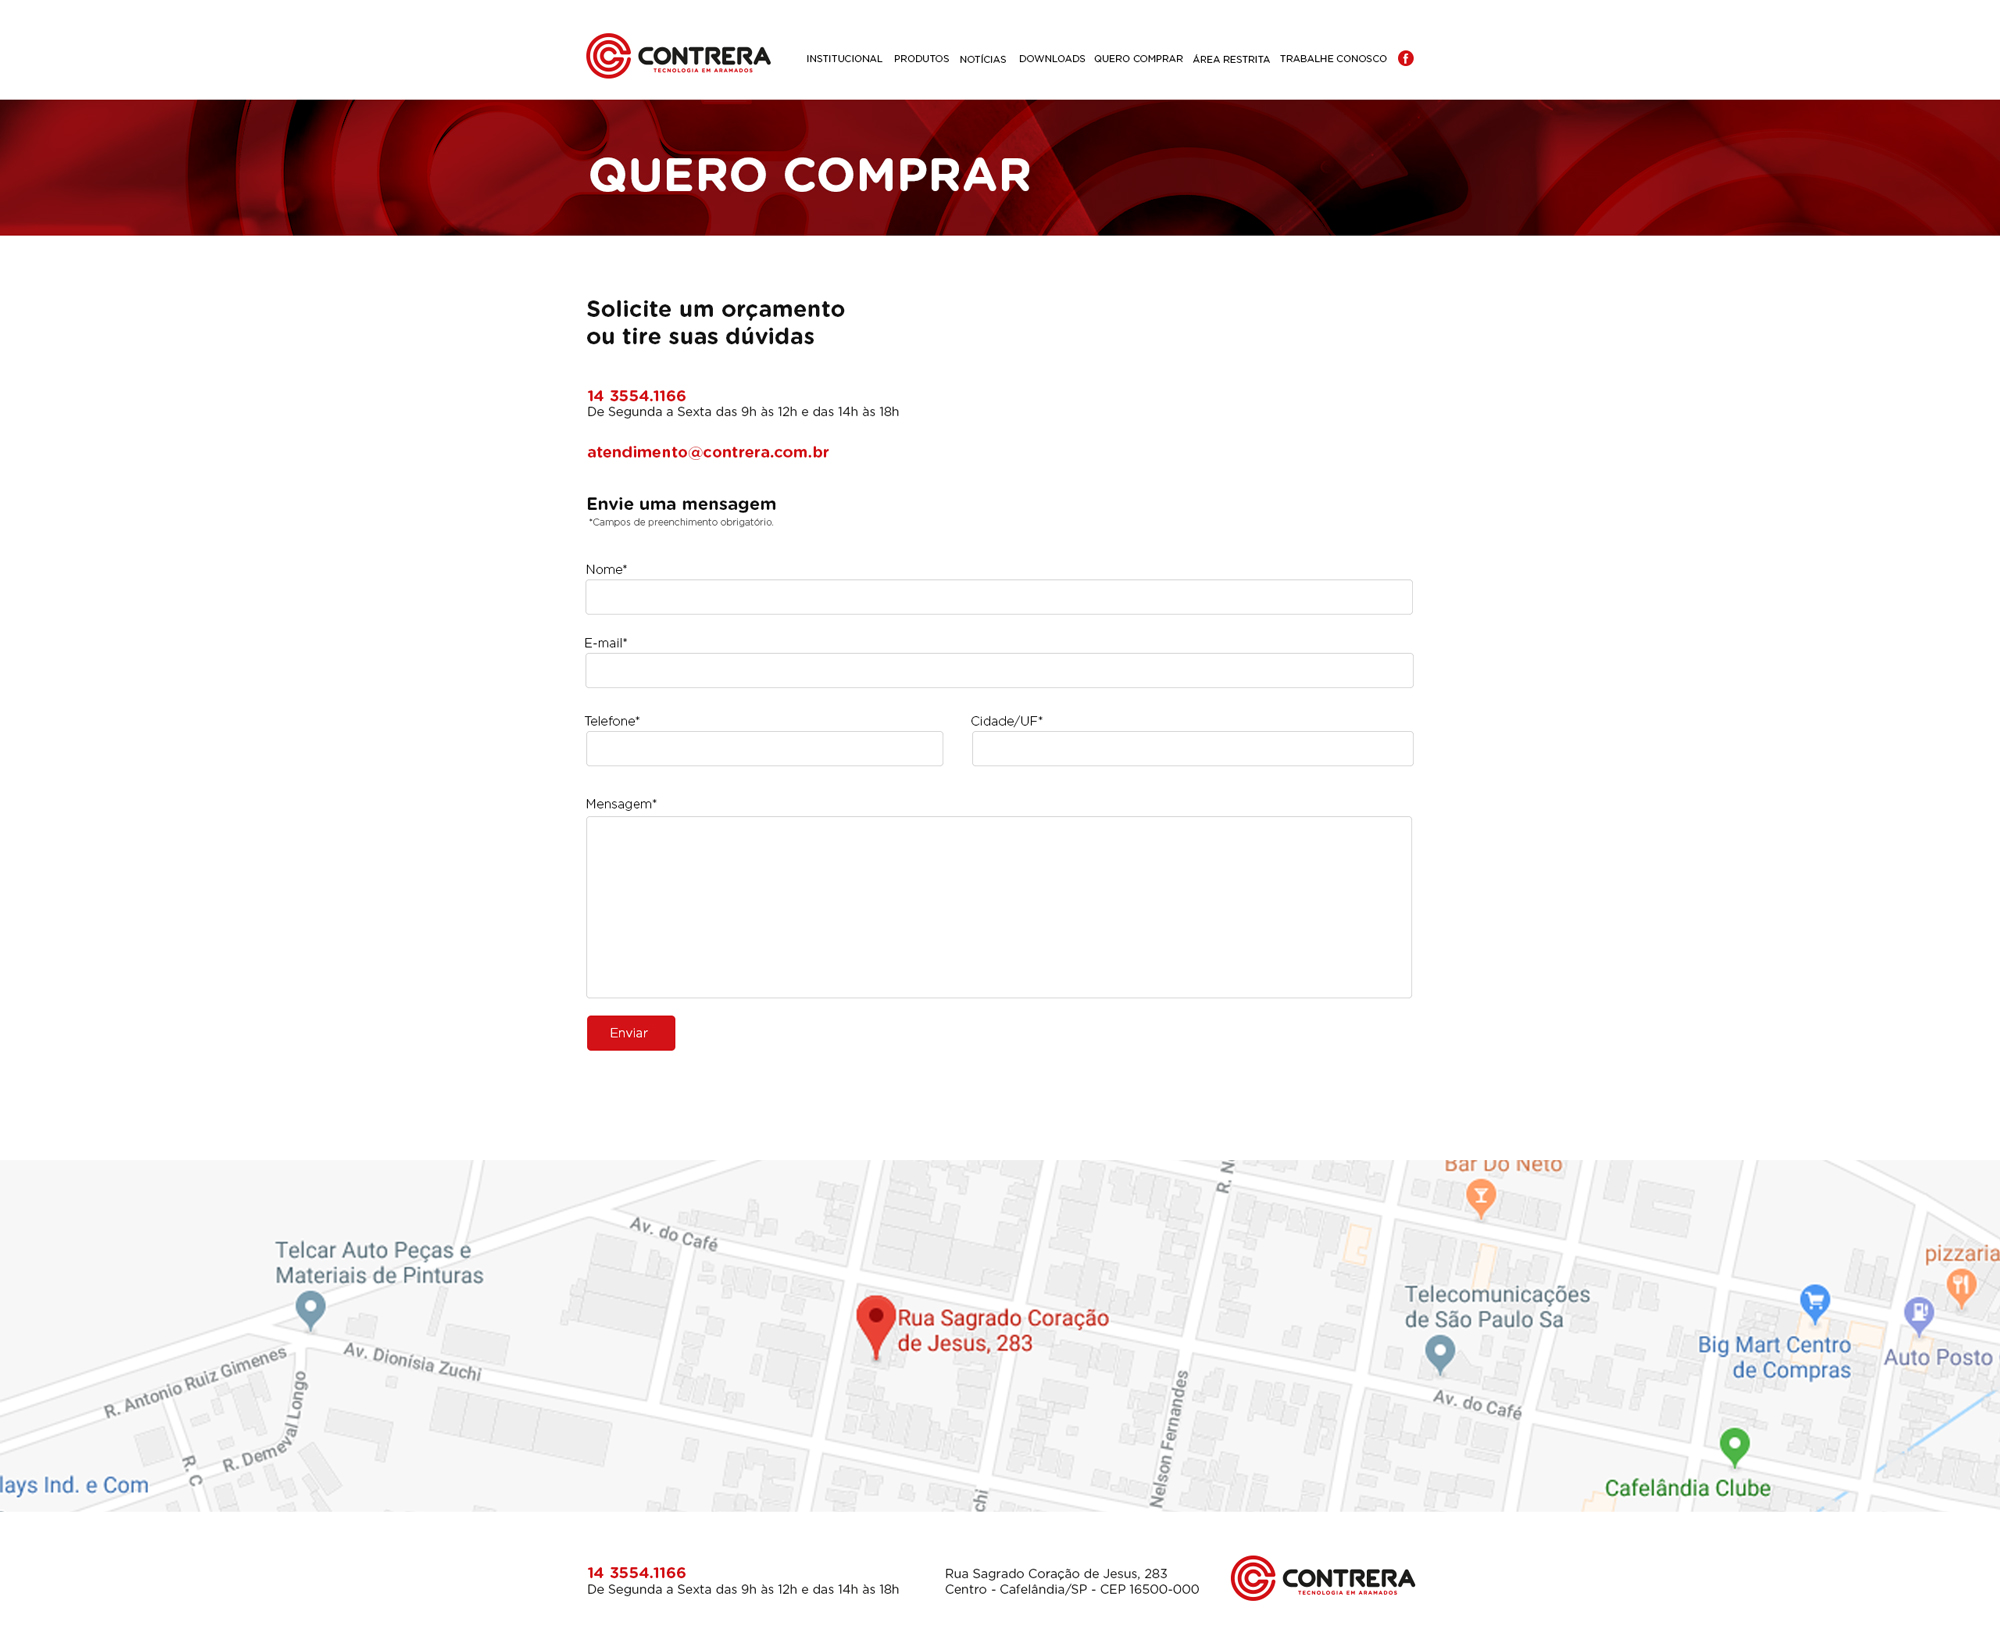 CONTRERA
TECNOLOGIA EM ARAMADOS
INSTITUCIONAL PRODUTOS NOTÍCIAS DOWNLOADS QUERO COMPRAR ÁREA RESTRITA TRABALHE CONOSCO f
QUERO COMPRAR
Solicite um orçamento
ou tire suas dúvidas
14 3554.1166
De Segunda a Sexta das 9h às 12h e das 14h às 18h
atendimento@contrera.com.br
Envie uma mensagem
*Campos de preenchimento obrigatório.
Nome*
E-mail*
Telefone* Cidade/UF*
Mensagem*
Enviar
Bar Do Neto
R. N
Av. do Café
Telcar Auto Peças e
Materiais de Pinturas
pizzaria
Telecomunicações
de São Paulo Sa
Rua Sagrado Coração
de Jesus, 283
Big Mart Centro
de Compras
Auto Posto
Av. Dionísia Zuchi
R. Antonio Ruiz Gimenes
R. Demeval Longo
R. C
Nelson Fernandes
Av. do Café
lays Ind. e Com
chi
Cafelândia Clube
14 3554.1166
De Segunda a Sexta das 9h às 12h e das 14h às 18h
Rua Sagrado Coração de Jesus, 283
Centro - Cafelândia/SP - CEP 16500-000
CONTRERA
TECNOLOGIA EM ARAMADOS